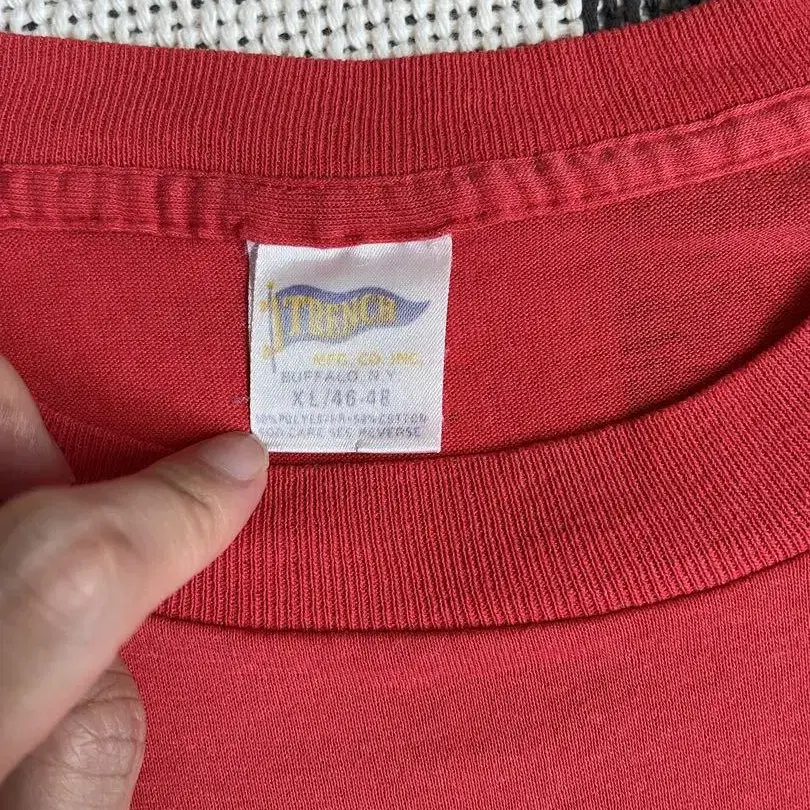 TRENCH
MFG. CO. INC.
BUFFALO N.Y.
XL/46-48
50% POLYESTER • 50% COTTON
FOR CARE SEE REVERSE